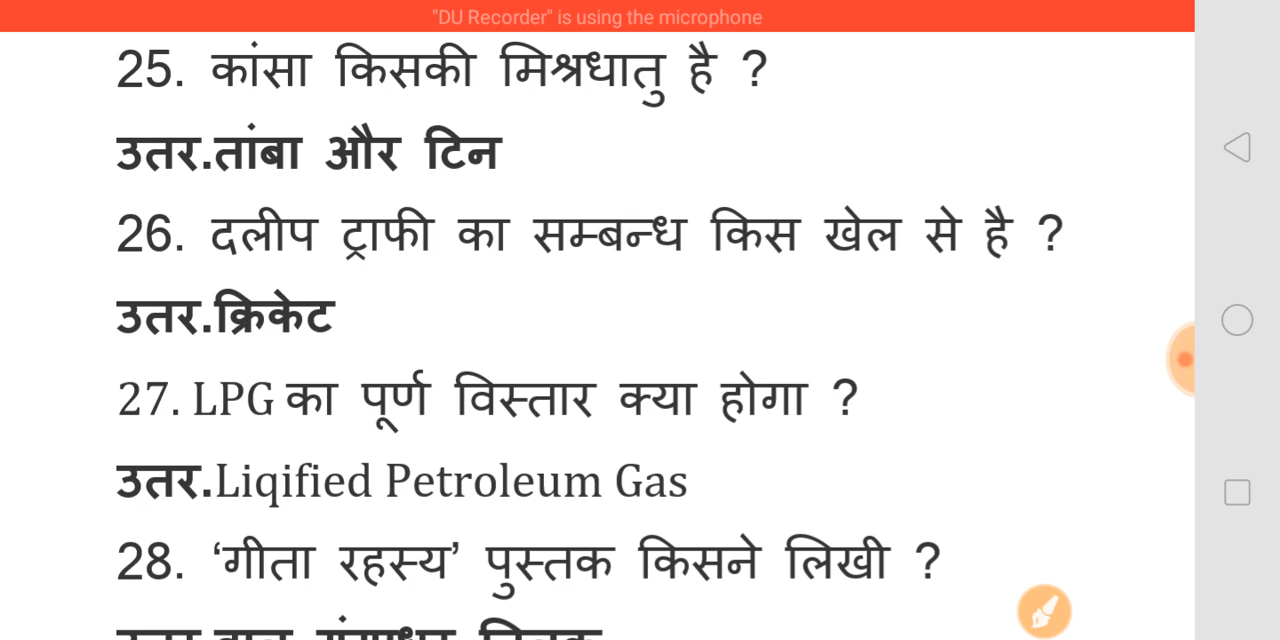 "DU Recorder" is using the microphone
25. कांसा किसकी मिश्रधातु है ?
उतर.तांबा और टिन
26. दलीप ट्राफी का सम्बन्ध किस खेल से है ?
उतर.क्रिकेट
27. LPG का पूर्ण विस्तार क्या होगा ?
उतर.Liqified Petroleum Gas
28. ‘गीता रहस्य’ पुस्तक किसने लिखी ?